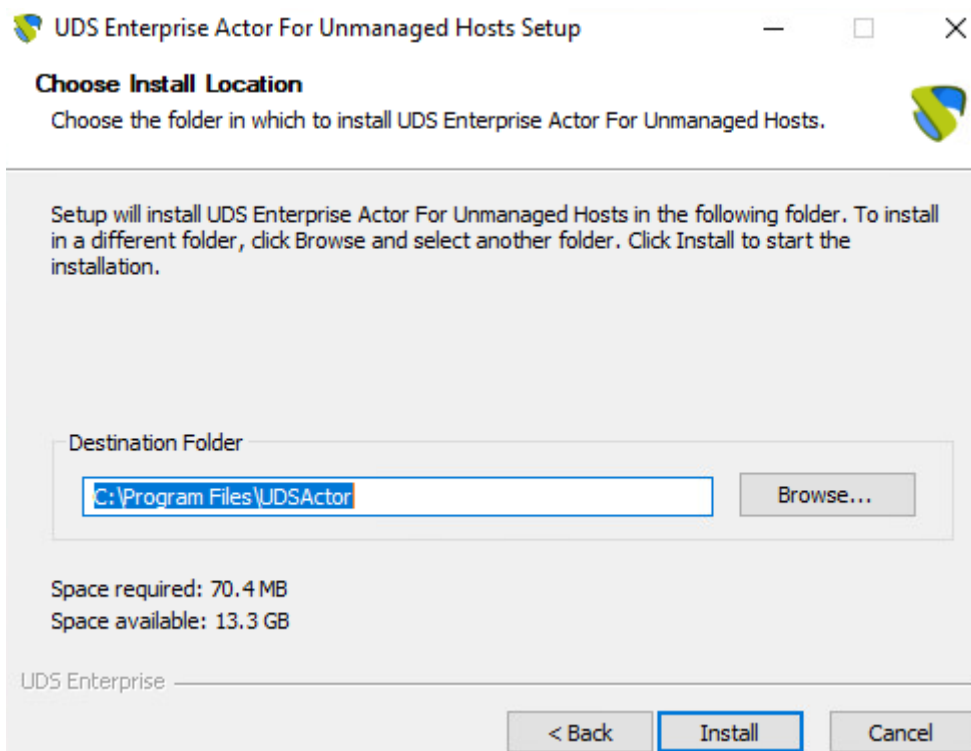 UDS Enterprise Actor For Unmanaged Hosts Setup
Choose Install Location
Choose the folder in which to install UDS Enterprise Actor For Unmanaged Hosts.
Setup will install UDS Enterprise Actor For Unmanaged Hosts in the following folder. To install
in a different folder, click Browse and select another folder. Click Install to start the
installation.
Destination Folder
C:\Program Files\UDSActor
Browse...
Space required: 70.4 MB
Space available: 13.3 GB
UDS Enterprise
< Back
Install
Cancel